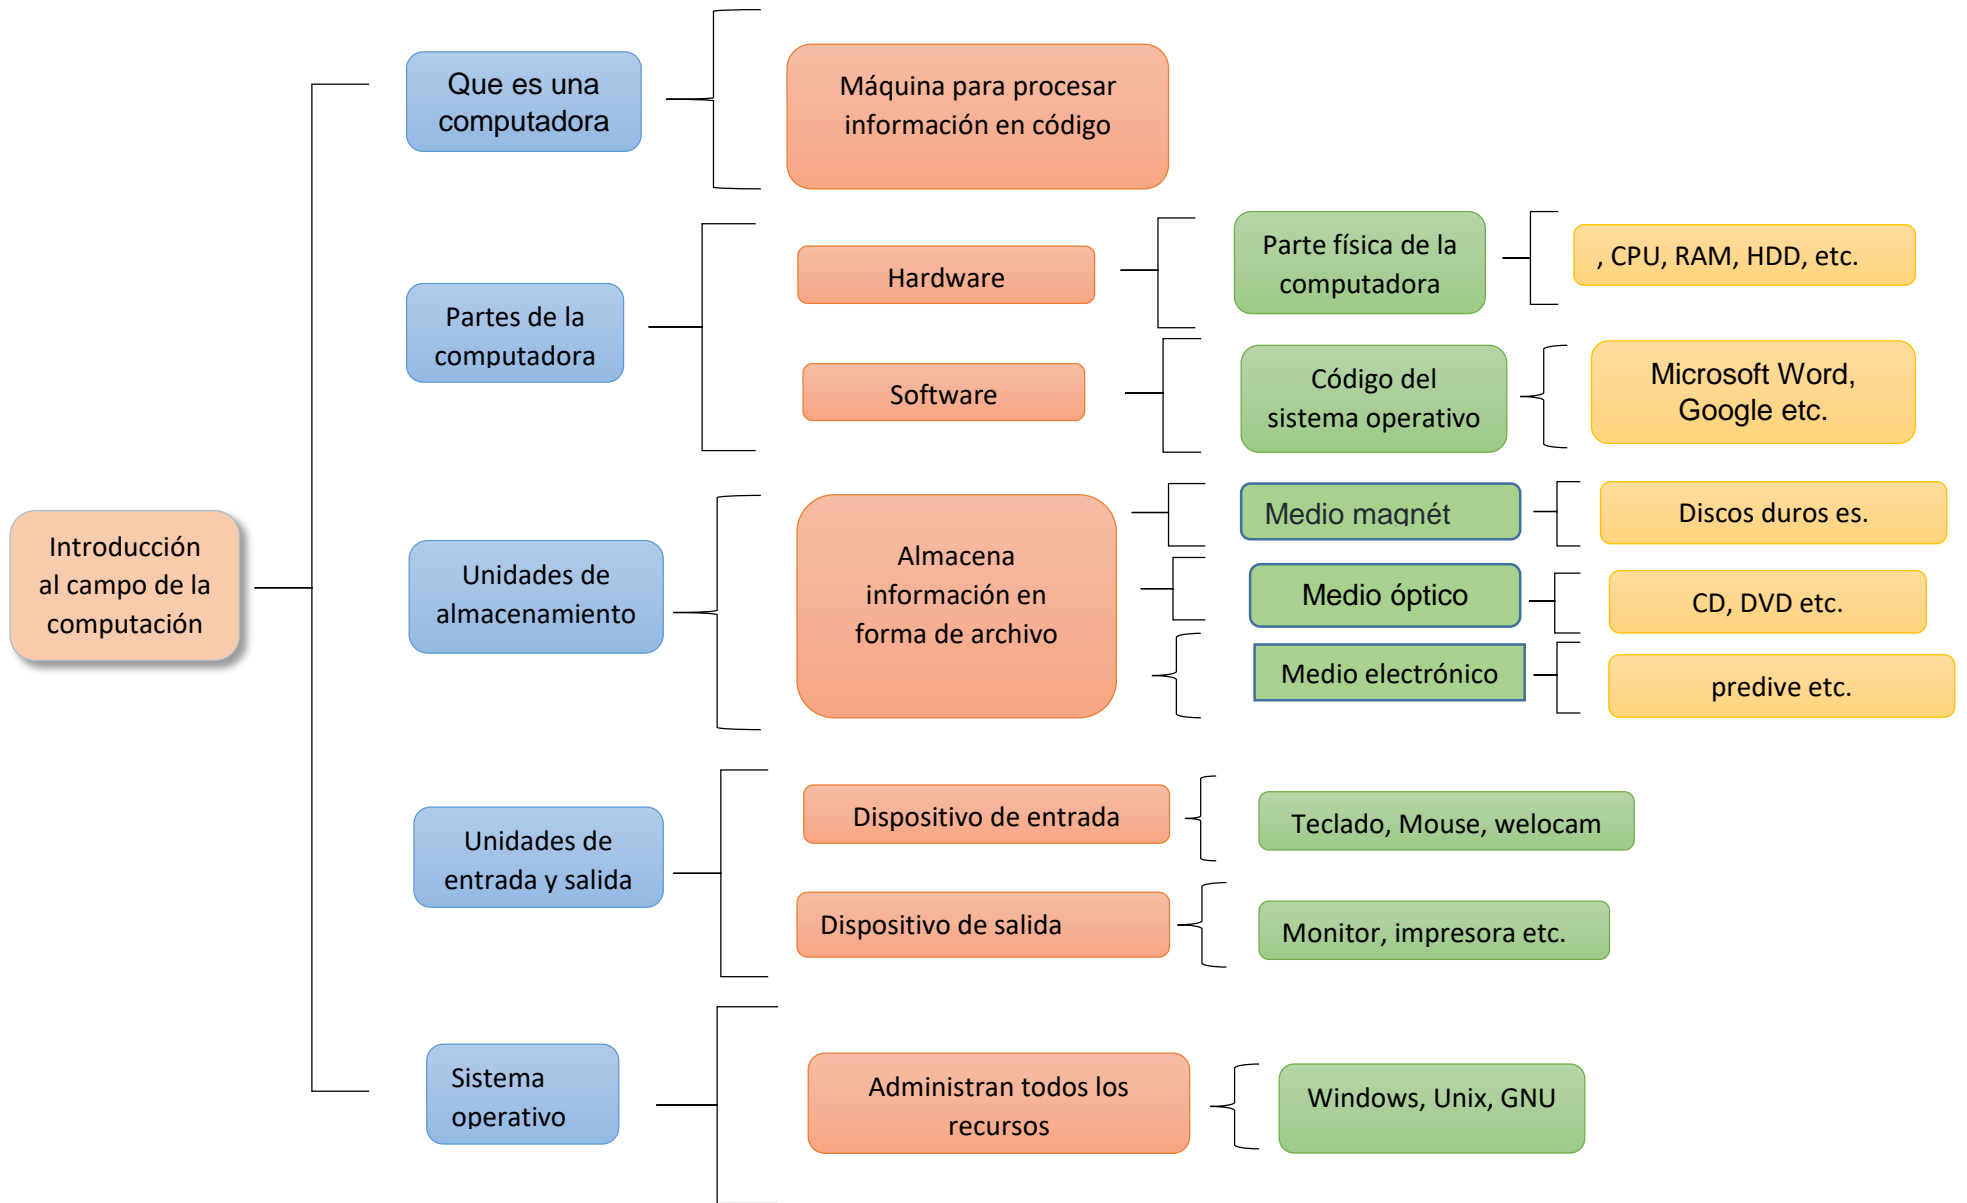 Introducción
al campo de la
computación
Que es una
computadora
Máquina para procesar
información en código
Partes de la
computadora
Hardware
Parte física de la
computadora
, CPU, RAM, HDD, etc.
Software
Código del
sistema operativo
Microsoft Word,
Google etc.
Unidades de
almacenamiento
Almacena
información en
forma de archivo
Medio magnét
Discos duros es.
Medio óptico
CD, DVD etc.
Medio electrónico
predive etc.
Unidades de
entrada y salida
Dispositivo de entrada
Teclado, Mouse, welocam
Dispositivo de salida
Monitor, impresora etc.
Sistema
operativo
Administran todos los
recursos
Windows, Unix, GNU